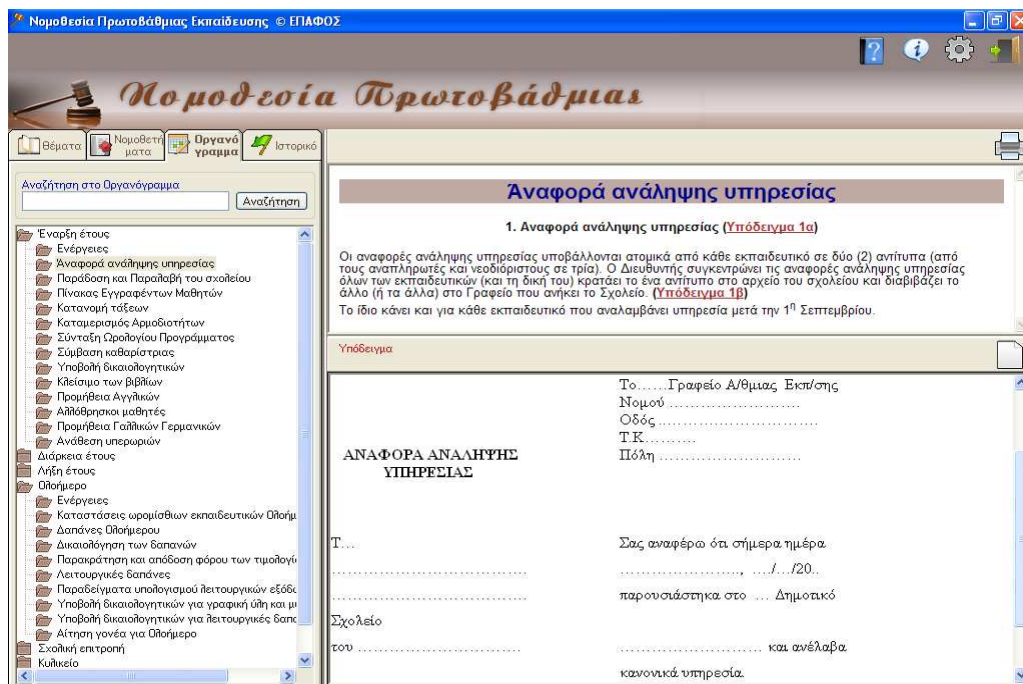 Νομοθεσία Πρωτοβάθμιας Εκπαίδευσης © ΕΠΑΦΟΣ
Νομοθεσία Πρωτοβάθμιας
Θέματα
Νομοθετή
ματα
Οργανό
γραμμα
Ιστορικό
Αναζήτηση στο Οργανόγραμμα
Αναζήτηση
Έναρξη έτους
Ενέργειες
Άναφορά ανάληψης υπηρεσίας
Παράδοση και Παραλαβή του σχολείου
Πίνακας Εγγραφέντων Μαθητών
Κατανομή τάξεων
Καταμερισμός Αρμοδιοτήτων
Σύνταξη Ωρολογίου Προγράμματος
Σύμβαση καθαρίστριας
Υποβολή δικαιολογητικών
Κλείσιμο των βιβλίων
Προμήθεια Αγγλικών
Αλλόθρησκοι μαθητές
Προμήθεια Γαλλικών Γερμανικών
Ανάθεση υπερωριών
Διάρκεια έτους
Λήξη έτους
Ολοήμερο
Ενέργειες
Καταστάσεις ωρομίσθιων εκπαιδευτικών Ολοήμ
Δαπάνες Ολοήμερου
Δικαιολόγηση των δαπανών
Παρακράτηση και απόδοση φόρου των τιμολογί
Λειτουργικές δαπάνες
Παραδείγματα υπολογισμού λειτουργικών εξόδω
Υποβολή δικαιολογητικών για γραφική ύλη και μι
Υποβολή δικαιολογητικών για λειτουργικές δαπα
Αίτηση γονέα για Ολοήμερο
Σχολική επιτροπή
Κυλικείο
Άναφορά ανάληψης υπηρεσίας
1. Αναφορά ανάληψης υπηρεσίας (Υπόδειγμα 1α)
Οι αναφορές ανάληψης υπηρεσίας υποβάλλονται ατομικά από κάθε εκπαιδευτικό σε δύο (2) αντίτυπα (από
τους αναπληρωτές και νεοδιόριστους σε τρία). Ο Διευθυντής συγκεντρώνει τις αναφορές ανάληψης υπηρεσίας
όλων των εκπαιδευτικών (και τη δική του) κρατάει το ένα αντίτυπο στο αρχείο του σχολείου και διαβιβάζει το
άλλο (ή τα άλλα) στο Γραφείο που ανήκει το Σχολείο. (Υπόδειγμα 1β)
Το ίδιο κάνει και για κάθε εκπαιδευτικό που αναλαμβάνει υπηρεσία μετά την 1η Σεπτεμβρίου.
Υπόδειγμα
Το……Γραφείο Α/θμιας Εκπ/σης
Νομού ……………………
Οδός …………………………
Τ.Κ.………
ΑΝΑΦΟΡΑ ΑΝΑΛΗΨΗΣ Πόλη ………………………
ΥΠΗΡΕΣΙΑΣ
Τ… Σας αναφέρω ότι σήμερα ημέρα
……………………………… …………………., …./…/20..
……………………………… παρουσιάστηκα στο … Δημοτικό
Σχολείο
του ………………………… ……………………… και ανέλαβα
κανονικά υπηρεσία.